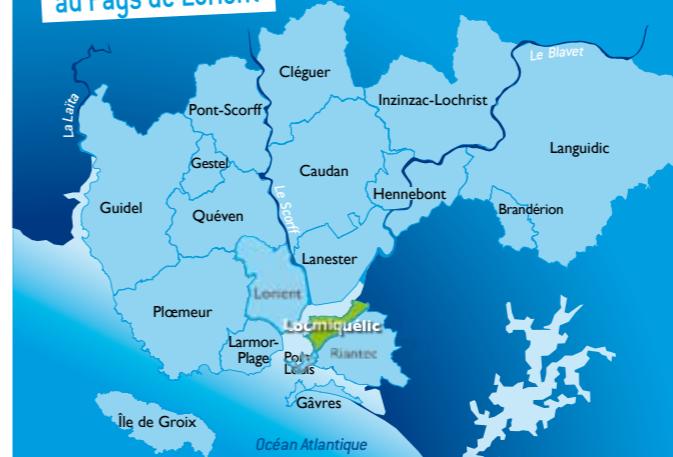 au Pays de Lorient
Le Blavet
Cléguer
La Laïta
Pont-Scorff
Inzinzac-Lochrist
Languidic
Gestel
Caudan
Hennebont
Guidel
Quéven
Le Scorff
Brandérion
Lanester
Lorient
Plœmeur
Locmiquélic
Larmor-
Plage
Port
Louis
Riantec
Gâvres
Île de Groix
Océan Atlantique